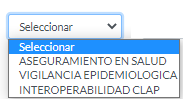 Seleccionar
Seleccionar
ASEGURAMIENTO EN SALUD
VIGILANCIA EPIDEMIOLOGICA
INTEROPERABILIDAD CLAP